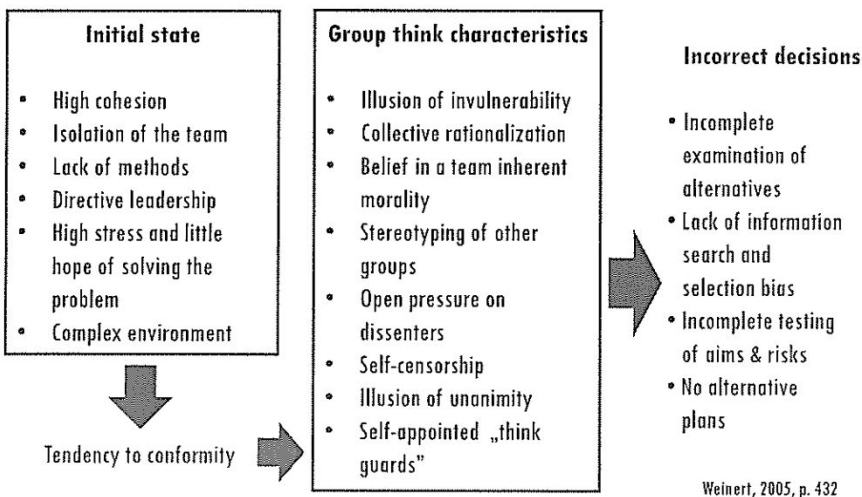 Initial state
• High cohesion
• Isolation of the team
• Lack of methods
• Directive leadership
• High stress and little
hope of solving the
problem
• Complex environment
Tendency to conformity
Group think characteristics
• Illusion of invulnerability
• Collective rationalization
• Belief in a team inherent
morality
• Stereotyping of other
groups
• Open pressure on
dissenters
• Self-censorship
• Illusion of unanimity
• Self-appointed „think
guards”
Incorrect decisions
• Incomplete
examination of
alternatives
• Lack of information
search and
selection bias
• Incomplete testing
of aims & risks
• No alternative
plans
Weinert, 2005, p. 432